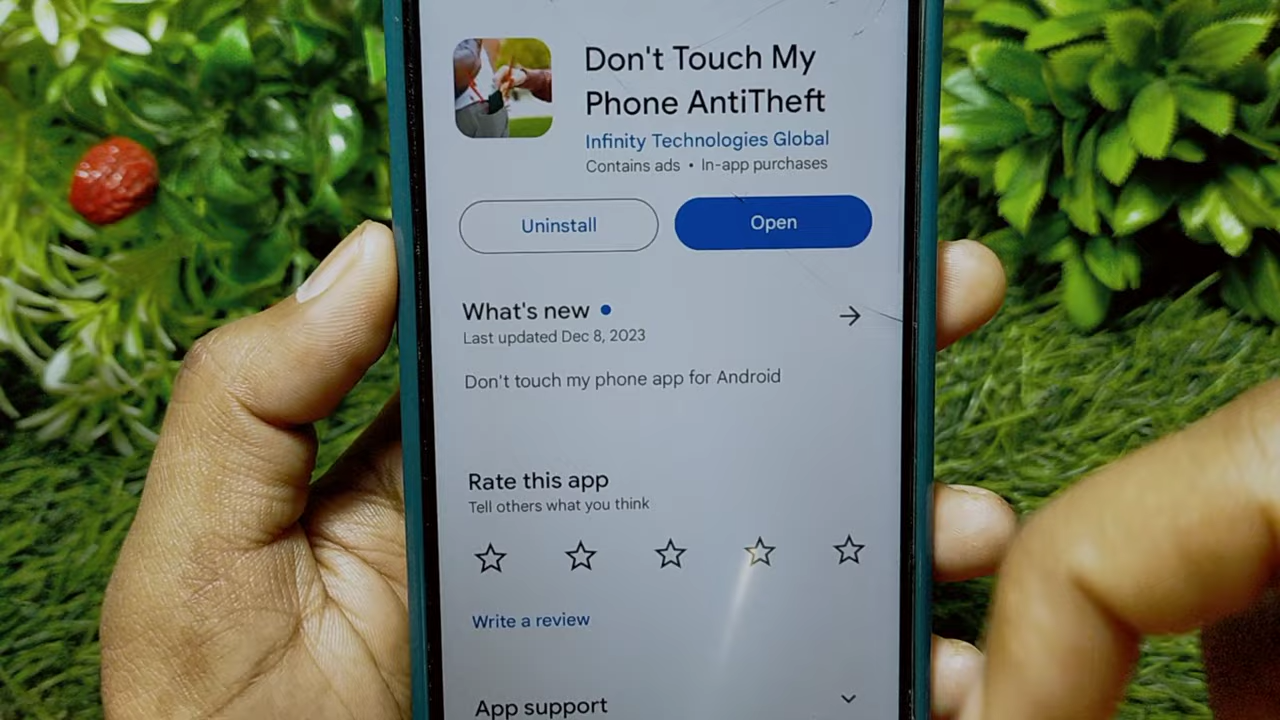 Don't Touch My
Phone AntiTheft
Infinity Technologies Global
Contains ads • In-app purchases
Uninstall
Open
What's new
Last updated Dec 8, 2023
Don't touch my phone app for Android
Rate this app
Tell others what you think
Write a review
App support